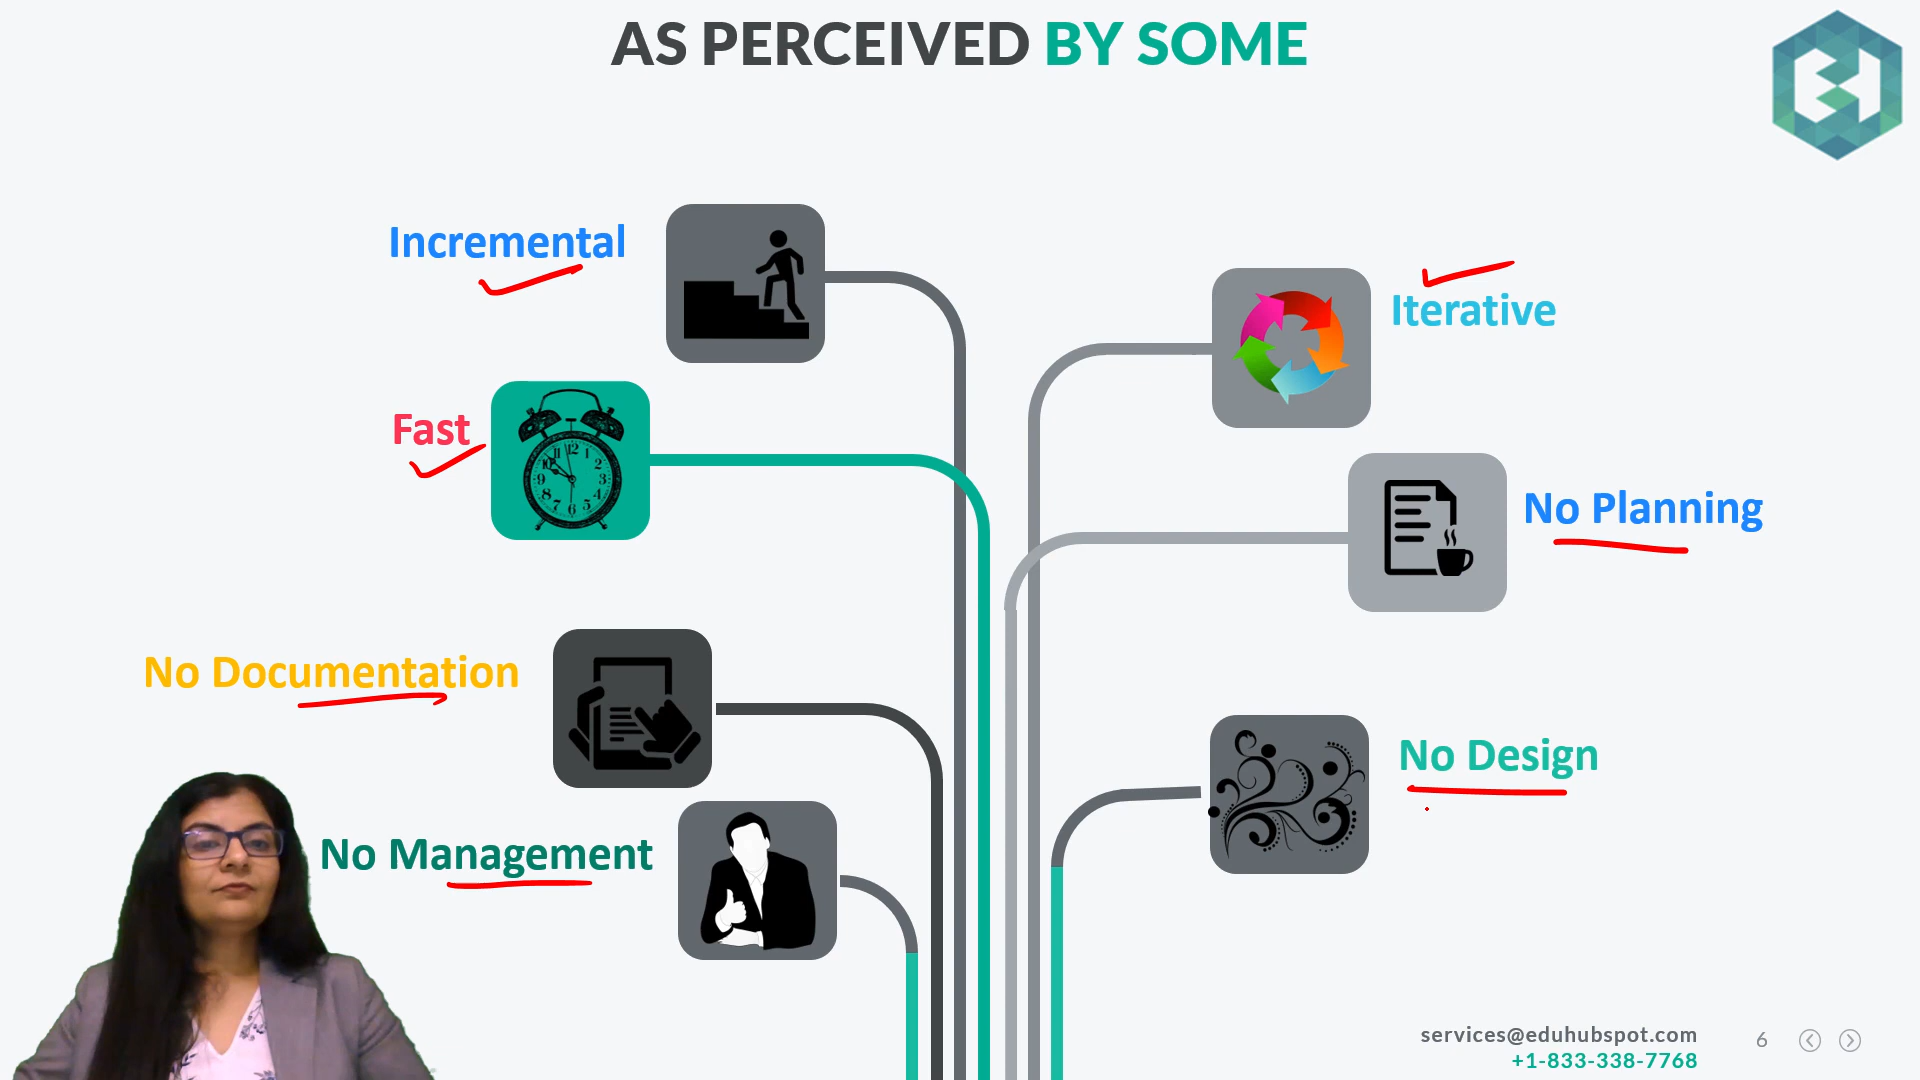 AS PERCEIVED BY SOME
Incremental
Iterative
Fast
No Planning
No Documentation
No Design
No Management
services@eduhubspot.com
+1-833-338-7768
6